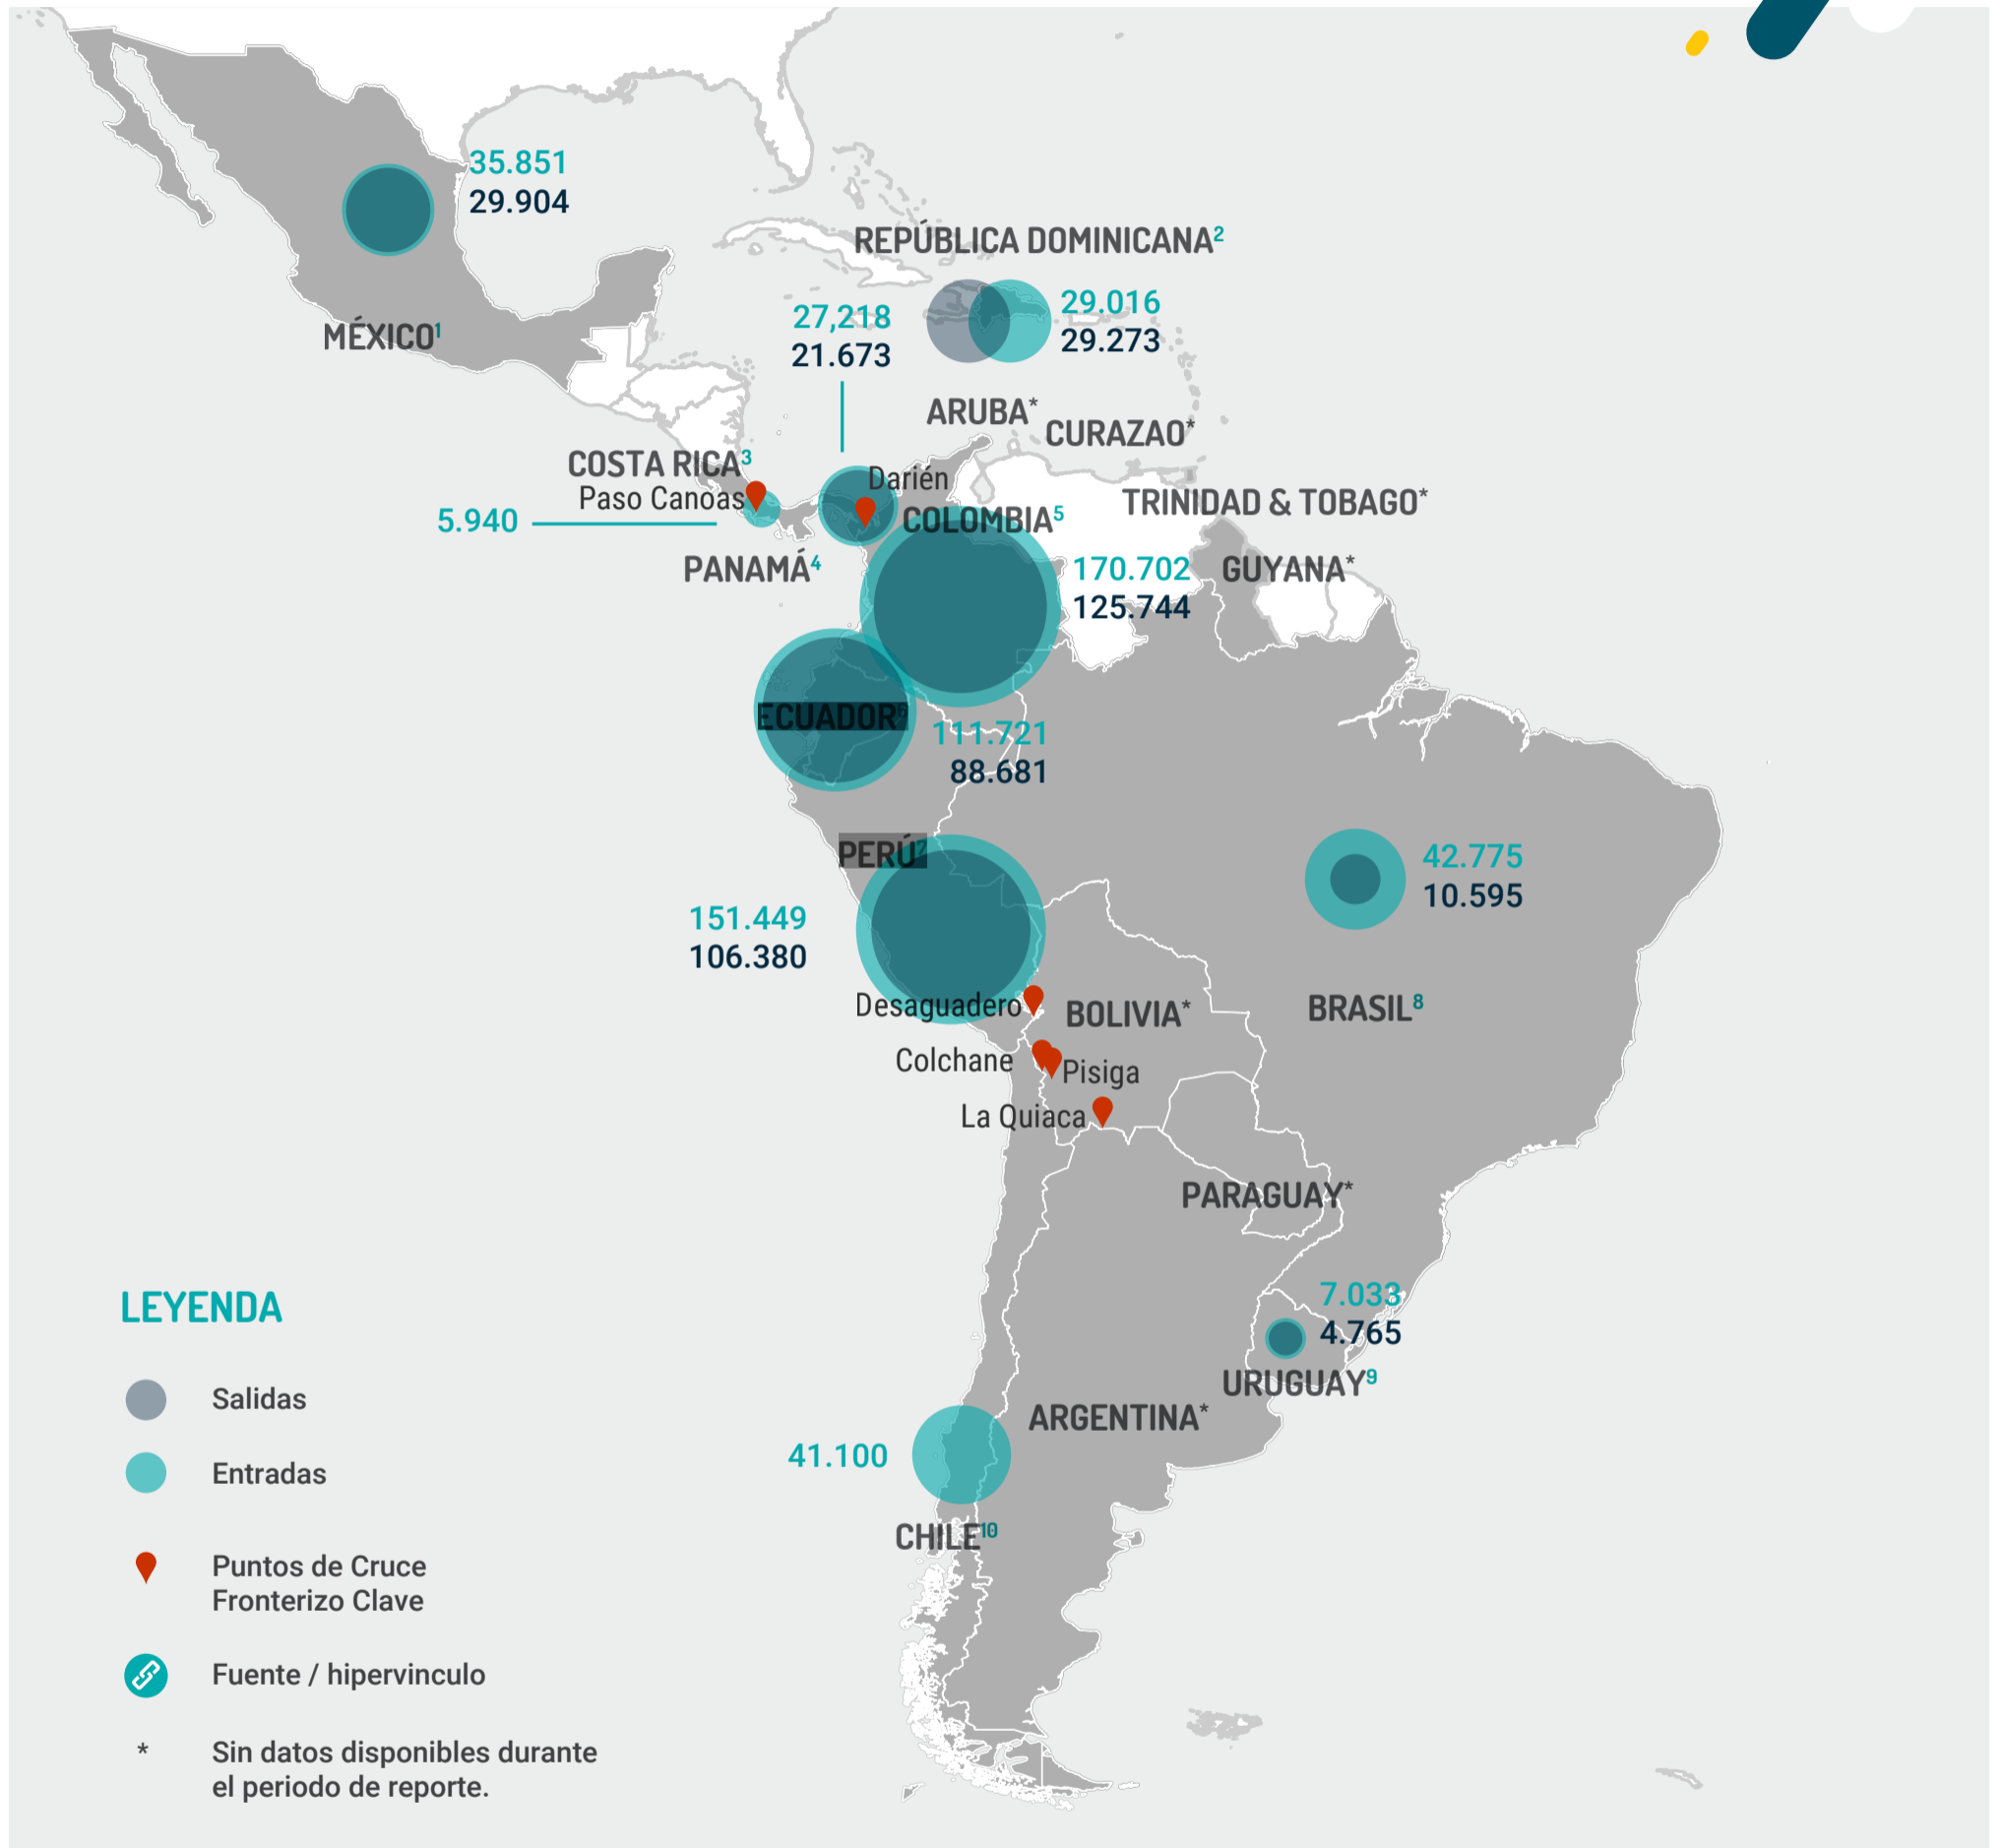 35.851
29.904
MÉXICO1
REPÚBLICA DOMINICANA2
29.016
29.273
27,218
21.673
ARUBA*
CURAZAO*
COSTA RICA3
Paso Canoas
Darién
5.940
PANAMÁ4
COLOMBIA5
170.702
125.744
TRINIDAD & TOBAGO*
GUYANA*
ECUADOR6
111.721
88.681
PERÚ7
151.449
106.380
42.775
10.595
BRASIL8
Desaguadero
BOLIVIA*
Colchane
Pisiga
La Quiaca
PARAGUAY*
7.033
4.765
URUGUAY9
ARGENTINA*
41.100
CHILE10
LEYENDA
Salidas
Entradas
Puntos de Cruce
Fronterizo Clave
Fuente / hipervinculo
* Sin datos disponibles durante
el periodo de reporte.